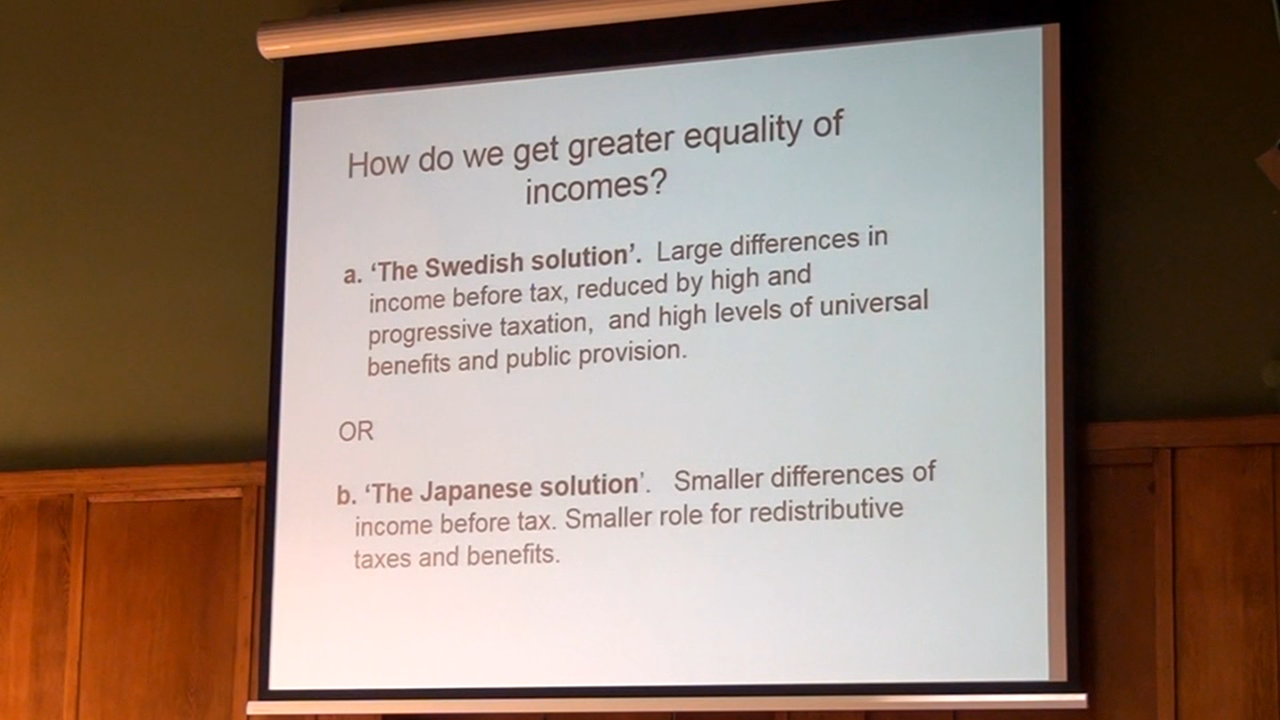 How do we get greater equality of
incomes?
a. ‘The Swedish solution’. Large differences in
income before tax, reduced by high and
progressive taxation, and high levels of universal
benefits and public provision.
OR
b. ‘The Japanese solution’. Smaller differences of
income before tax. Smaller role for redistributive
taxes and benefits.